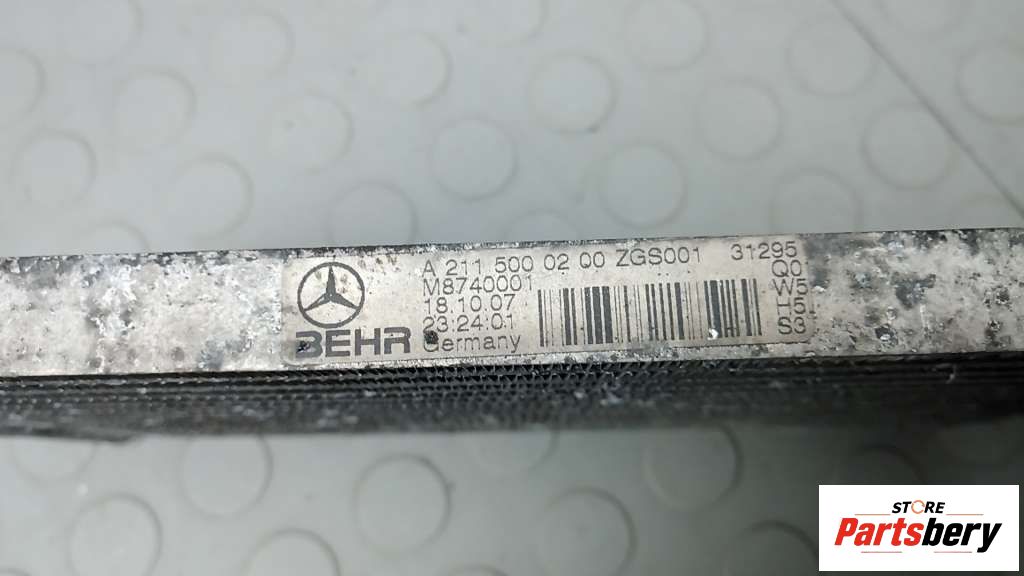 A 211 500 02 00 ZGS001 31295
M8740001 Q0
18.10.07 W5
23:24:01 H5
BEHR Germany S3
STORE
Partsbery